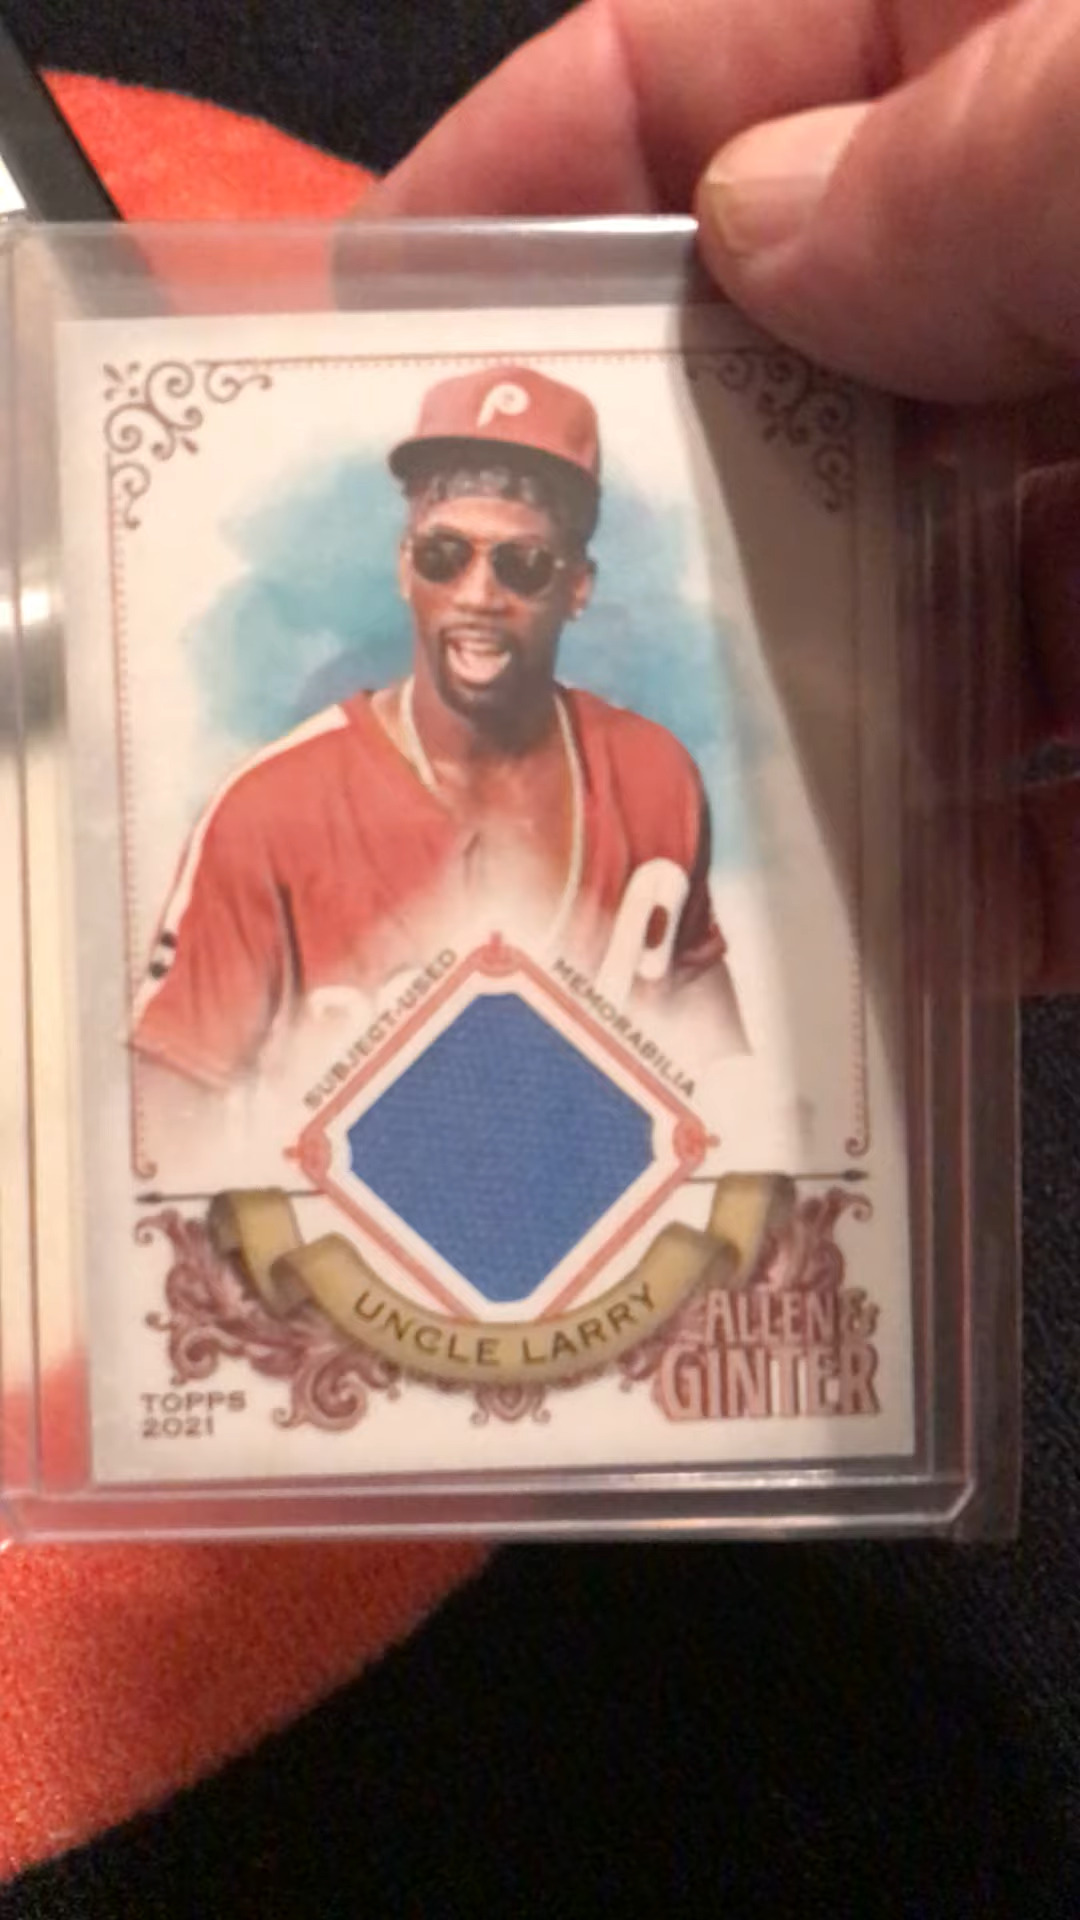 P
P
SUBJECT-USED
MEMORABILIA
UNCLE LARRY
ALLEN &
GINTER
TOPPS
2021